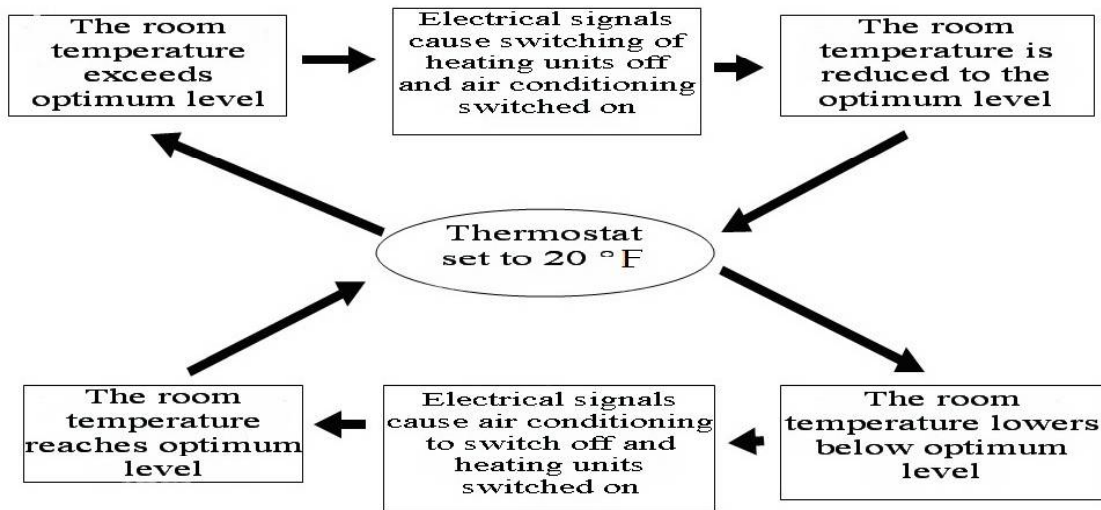 The room
temperature
exceeds
optimum level
Electrical signals
cause switching of
heating units off
and air conditioning
switched on
The room
temperature is
reduced to the
optimum level
Thermostat
set to 20 °F
The room
temperature
reaches optimum
level
Electrical signals
cause air conditioning
to switch off and
heating units
switched on
The room
temperature lowers
below optimum
level